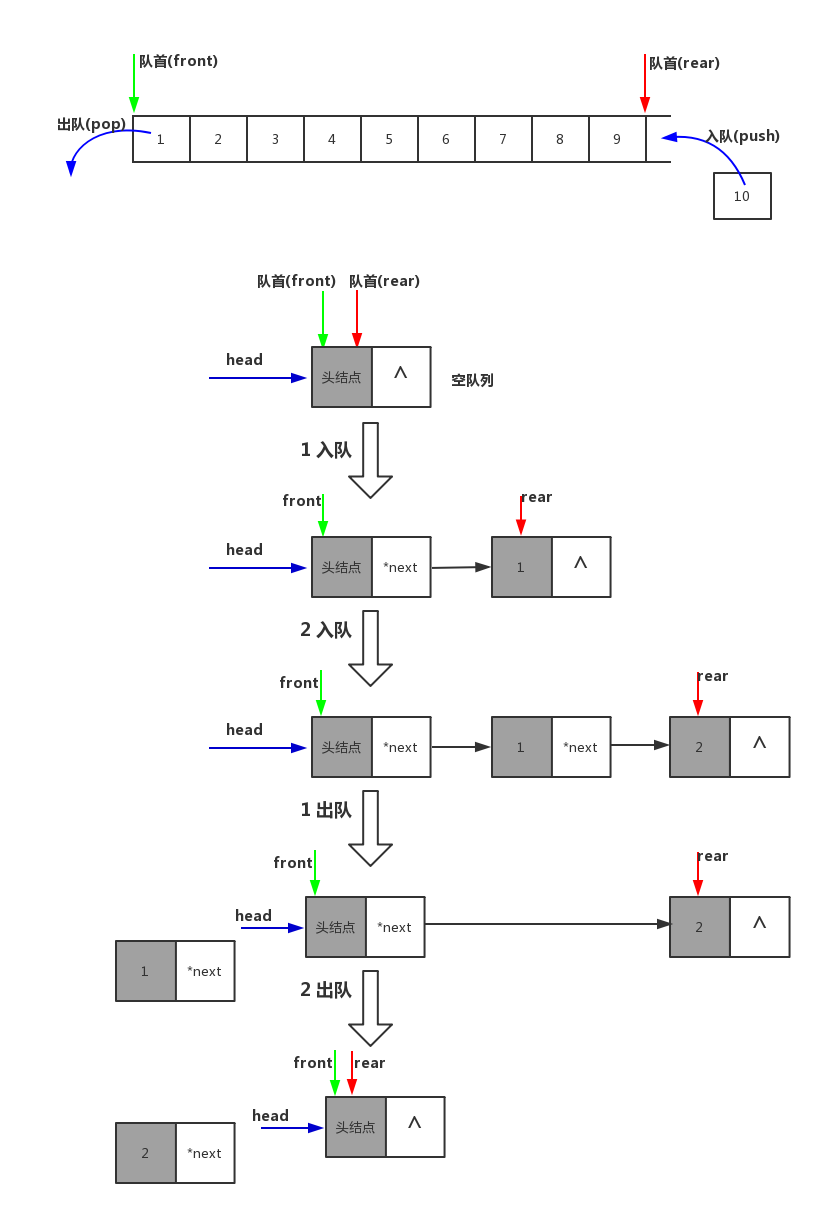 队首(front)
队首(rear)
出队(pop)
入队(push)
1 2 3 4 5 6 7 8 9
10
队首(front) 队首(rear)
head
头结点 ^
空队列
1 入队
front
rear
head
头结点 *next 1 ^
2 入队
front
rear
head
头结点 *next 1 *next 2 ^
1 出队
front
rear
head
头结点 *next 2 ^
1 *next
2 出队
front rear
head
头结点 ^
2 *next